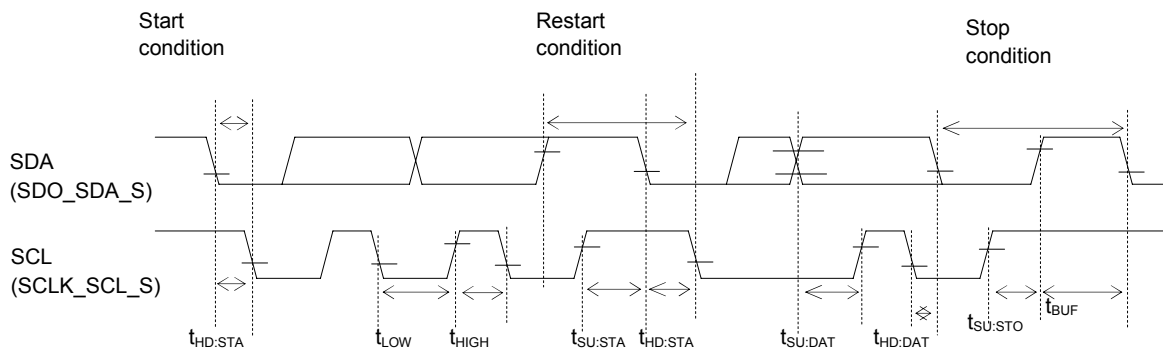 Start
condition
Restart
condition
Stop
condition
SDA
(SDO_SDA_S)
SCL
(SCLK_SCL_S)
tHD:STA
tLOW
tHIGH
tSU:STA
tHD:STA
tSU:DAT
tHD:DAT
tSU:STO
tBUF